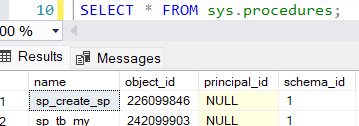 10 SELECT * FROM sys.procedures;
00 %
Results Messages
name object_id principal_id schema_id
1 sp_create_sp 226099846 NULL 1
2 sp_tb_my 242099903 NULL 1